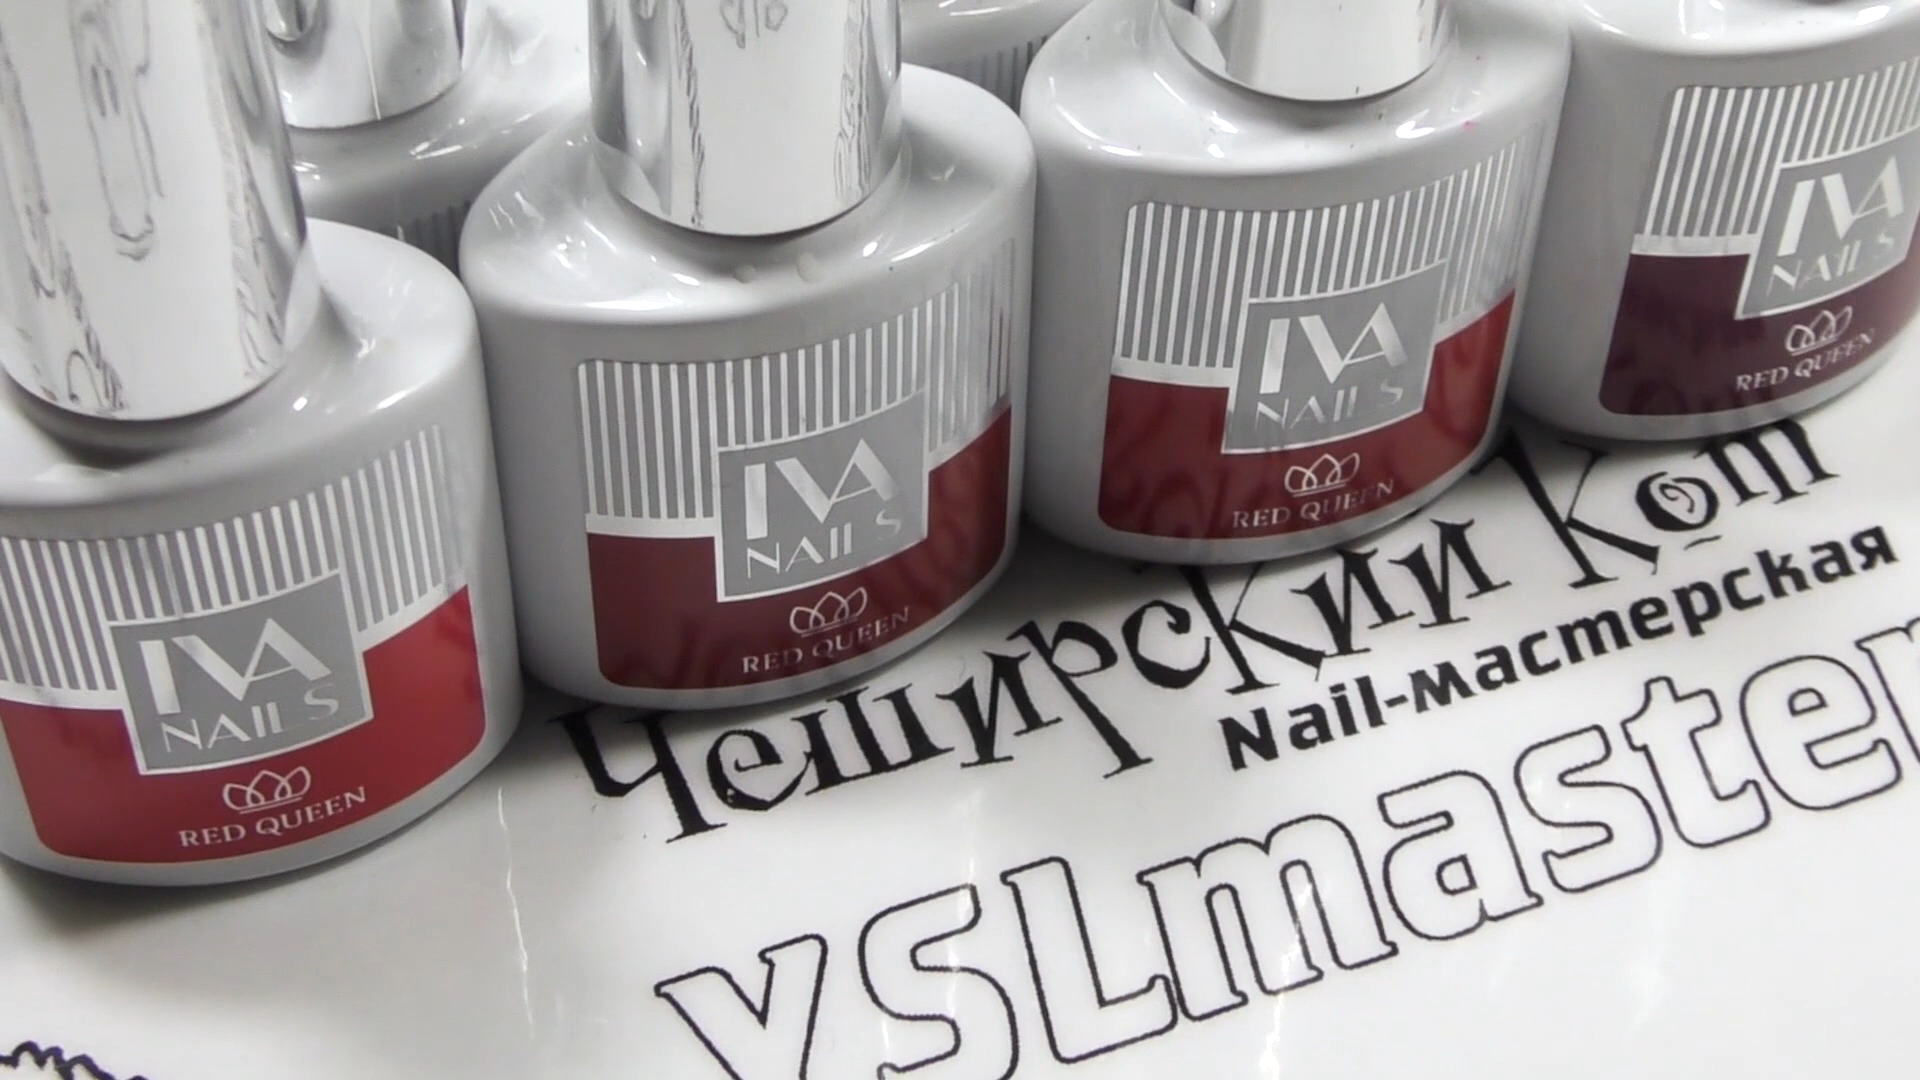 IVA
NAILS
RED QUEEN
IVA
NAILS
RED QUEEN
IVA
NAILS
RED QUEEN
IVA
NAILS
RED QUEEN
Чеширский Кот
Nail-мастерская
vsLmaster